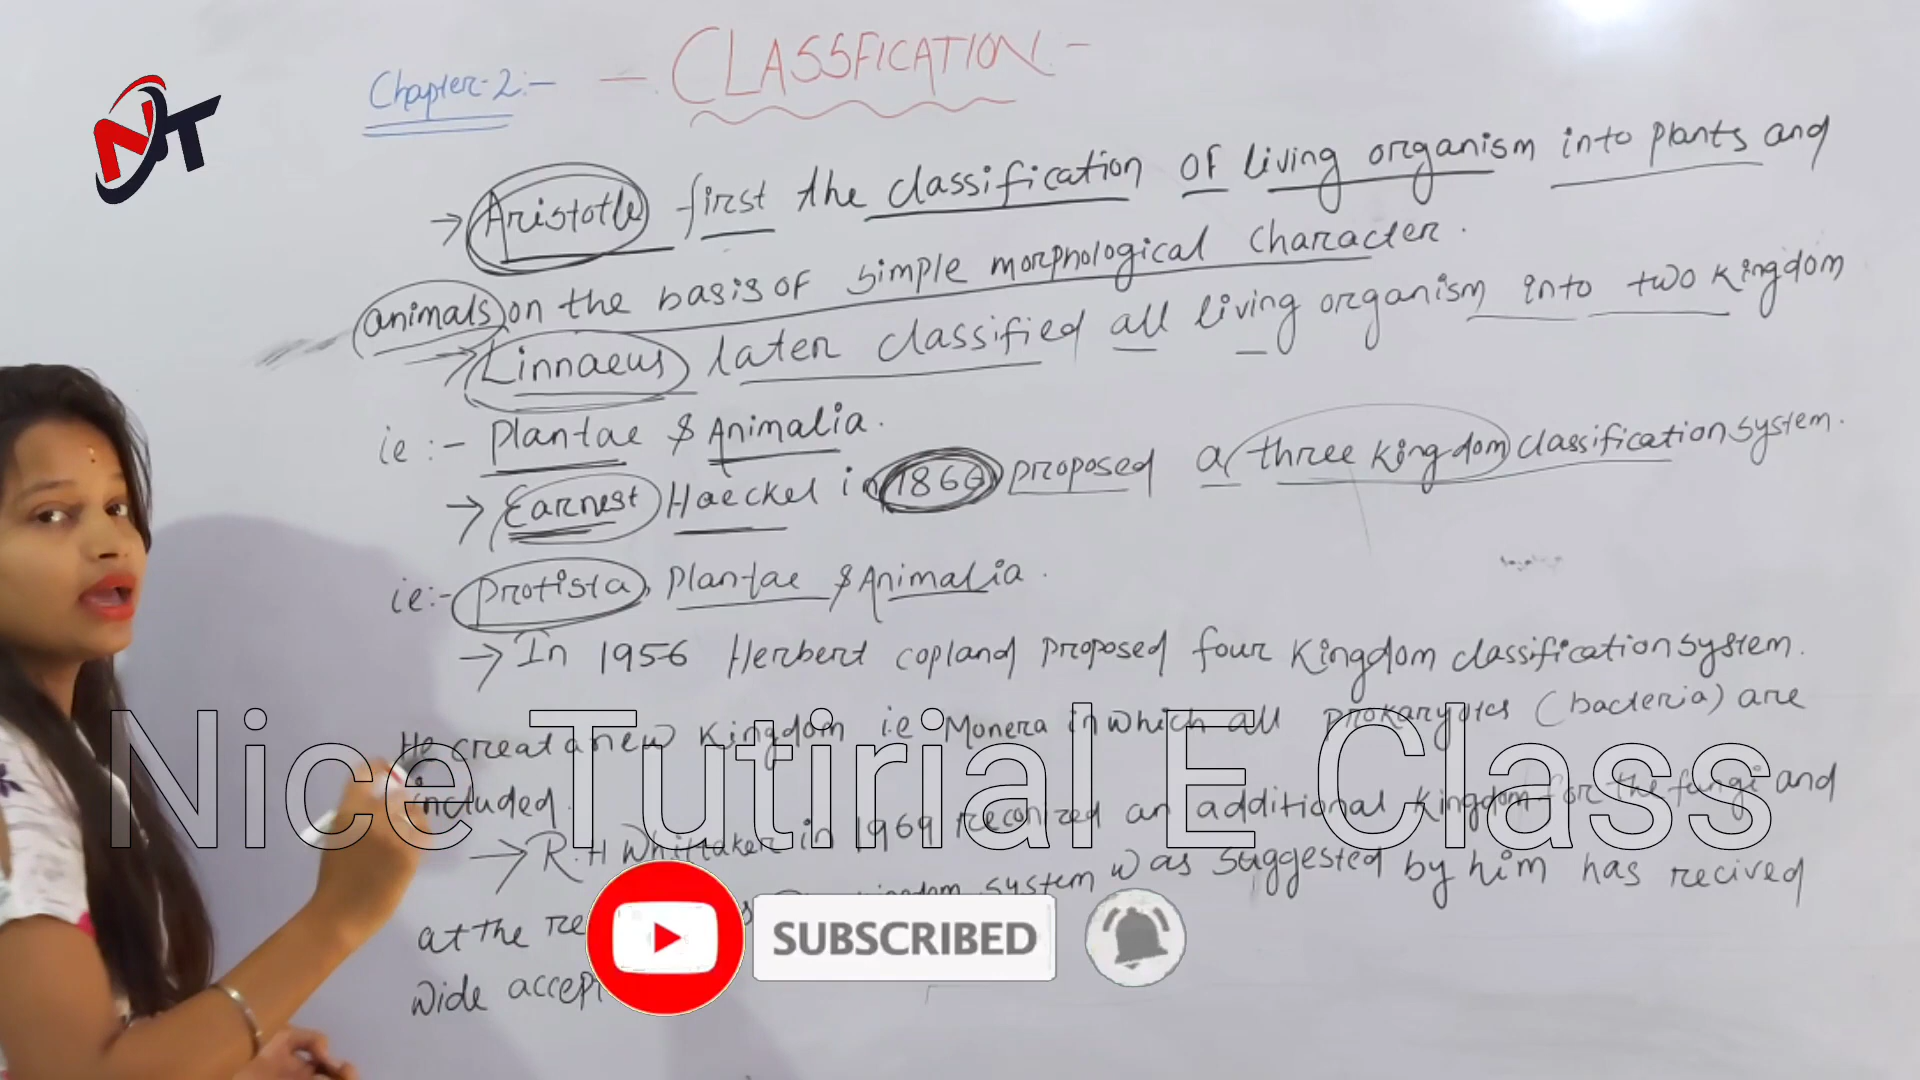 NT
Chapter-2:-
- CLASSFICATION -
→ Aristotle first the classification of living organism into plants and
animals on the basis of simple morphological character.
→ Linnaeus later classified all living organism into two kingdom
ie :- Plantae & Animalia.
→ Earnest Haeckel in 1866 proposed a three kingdom classification system.
ie:- Protista, Plantae & Animalia.
→ In 1956 Herbert copland proposed four kingdom classification system.
He creat a new kingdom i.e Monera in which all prokaryotes (bacteria) are
included.
→ R.H Whittaker in 1969 reconized an additional kingdom for the fungi and
at the system was suggested by him has recived
wide
Nice Tutirial E Class
SUBSCRIBED